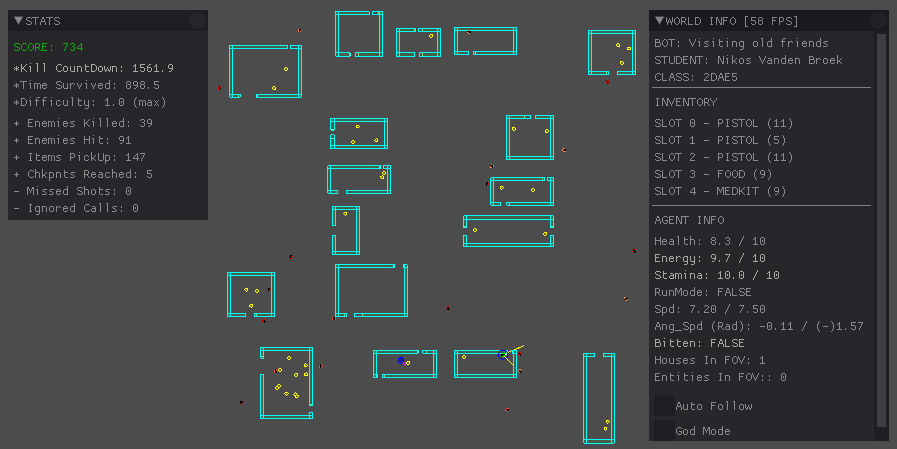 STATS
SCORE: 734
*Kill CountDown: 1561.9
*Time Survived: 898.5
*Difficulty: 1.0 (max)
+ Enemies Killed: 39
+ Enemies Hit: 91
+ Items PickUp: 147
+ Chkpnts Reached: 5
- Missed Shots: 0
- Ignored Calls: 0
WORLD INFO [58 FPS]
BOT: Visiting old friends
STUDENT: Nikos Vanden Broek
CLASS: 2DAE5
INVENTORY
SLOT 0 - PISTOL (11)
SLOT 1 - PISTOL (5)
SLOT 2 - PISTOL (11)
SLOT 3 - FOOD (9)
SLOT 4 - MEDKIT (9)
AGENT INFO
Health: 8.3 / 10
Energy: 9.7 / 10
Stamina: 10.0 / 10
RunMode: FALSE
Spd: 7.20 / 7.50
Ang_Spd (Rad): -0.11 / (-)1.57
Bitten: FALSE
Houses In FOV: 1
Entities In FOV:: 0
Auto Follow
God Mode